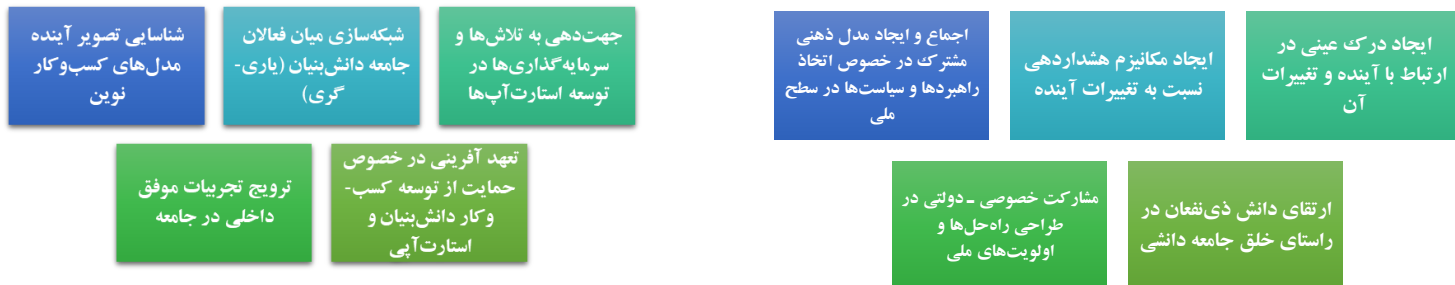 ایجاد درک عینی در
ارتباط با آینده و تغییرات
آن
ایجاد مکانیزم هشداردهی
نسبت به تغییرات آینده
اجماع و ایجاد مدل ذهنی
مشترک در خصوص اتخاذ
راهبردها و سیاست‌ها در سطح
ملی
ارتقای دانش ذی‌نفعان در
راستای خلق جامعه دانشی
مشارکت خصوصی ـ دولتی در
طراحی راه‌حل‌ها و
اولویت‌های ملی
جهت‌دهی به تلاش‌ها و
سرمایه‌گذاری‌ها در
توسعه استارت‌آپ‌ها
شبکه‌سازی میان فعالان
جامعه دانش‌بنیان (یاری-
گری)
شناسایی تصویر آینده
مدل‌های کسب‌وکار
نوین
تعهد آفرینی در خصوص
حمایت از توسعه کسب-
وکار دانش‌بنیان و
استارت‌آپی
ترویج تجربیات موفق
داخلی در جامعه